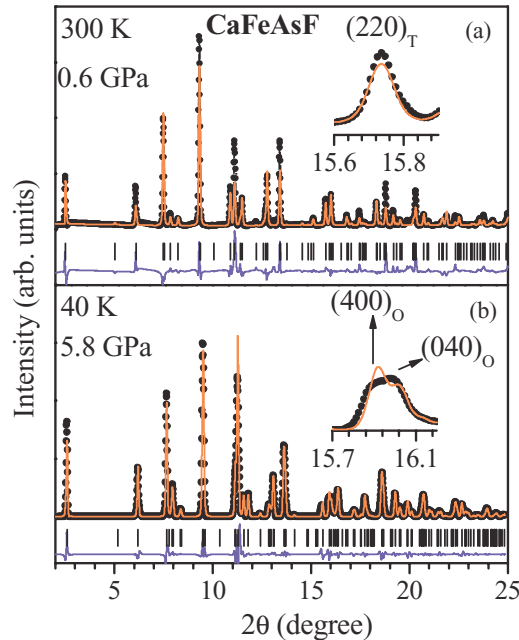 300 K
CaFeAsF
(220)T
(a)
0.6 GPa
15.6 15.8
Intensity (arb. units)
40 K
(400)O
(b)
5.8 GPa
(040)O
15.7 16.1
5 10 15 20 25
2θ (degree)